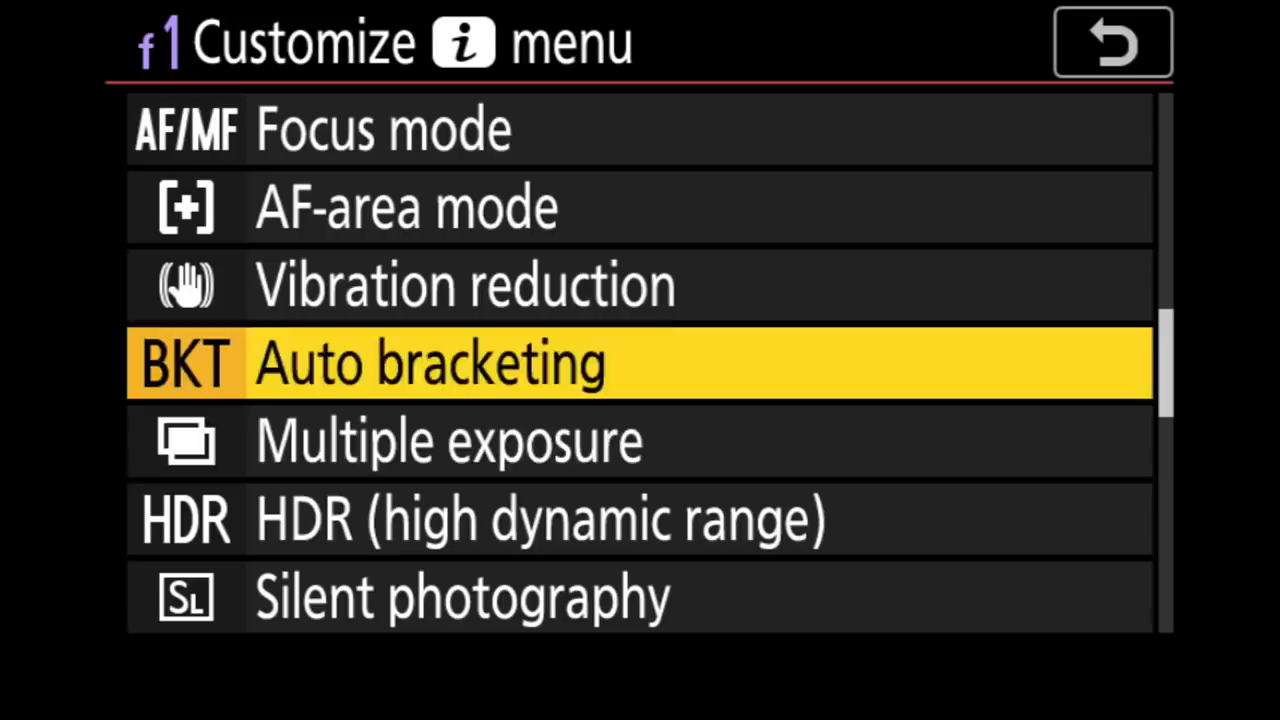 f1 Customize i menu
AF/MF Focus mode
AF-area mode
Vibration reduction
BKT Auto bracketing
Multiple exposure
HDR HDR (high dynamic range)
SL Silent photography